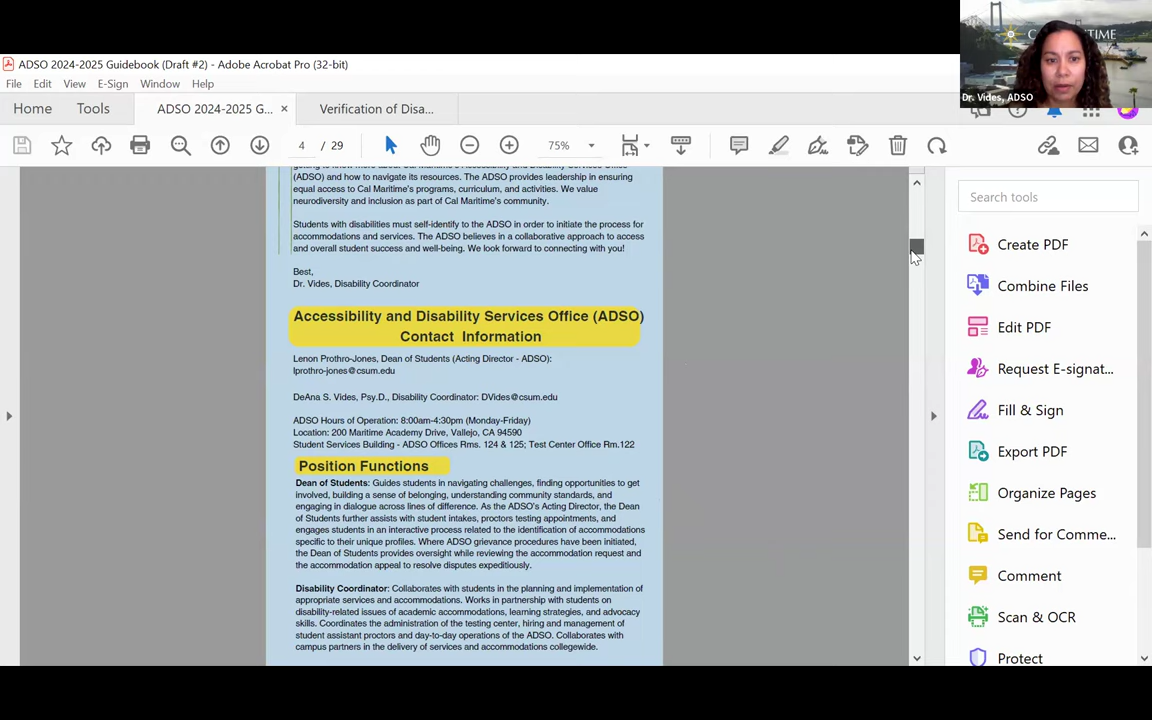 ADSO 2024-2025 Guidebook (Draft #2) - Adobe Acrobat Pro (32-bit)
File Edit View E-Sign Window Help
Home Tools ADSO 2024-2025 G... × Verification of Disa...
4 / 29 75%
(ADSO) and how to navigate its resources. The ADSO provides leadership in ensuring
equal access to Cal Maritime's programs, curriculum, and activities. We value
neurodiversity and inclusion as part of Cal Maritime's community.
Students with disabilities must self-identify to the ADSO in order to initiate the process for
accommodations and services. The ADSO believes in a collaborative approach to access
and overall student success and well-being. We look forward to connecting with you!
Best,
Dr. Vides, Disability Coordinator
Accessibility and Disability Services Office (ADSO)
Contact Information
Lenon Prothro-Jones, Dean of Students (Acting Director - ADSO):
lprothro-jones@csum.edu
DeAna S. Vides, Psy.D., Disability Coordinator: DVides@csum.edu
ADSO Hours of Operation: 8:00am-4:30pm (Monday-Friday)
Location: 200 Maritime Academy Drive, Vallejo, CA 94590
Student Services Building - ADSO Offices Rms. 124 & 125; Test Center Office Rm.122
Position Functions
Dean of Students: Guides students in navigating challenges, finding opportunities to get
involved, building a sense of belonging, understanding community standards, and
engaging in dialogue across lines of difference. As the ADSO's Acting Director, the Dean
of Students further assists with student intakes, proctors testing appointments, and
engages students in an interactive process related to the identification of accommodations
specific to their unique profiles. Where ADSO grievance procedures have been initiated,
the Dean of Students provides oversight while reviewing the accommodation request and
the accommodation appeal to resolve disputes expeditiously.
Disability Coordinator: Collaborates with students in the planning and implementation of
appropriate services and accommodations. Works in partnership with students on
disability-related issues of academic accommodations, learning strategies, and advocacy
skills. Coordinates the administration of the testing center, hiring and management of
student assistant proctors and day-to-day operations of the ADSO. Collaborates with
campus partners in the delivery of services and accommodations collegewide.
Search tools
Create PDF
Combine Files
Edit PDF
Request E-signat...
Fill & Sign
Export PDF
Organize Pages
Send for Comme...
Comment
Scan & OCR
Protect
Dr. Vides, ADSO